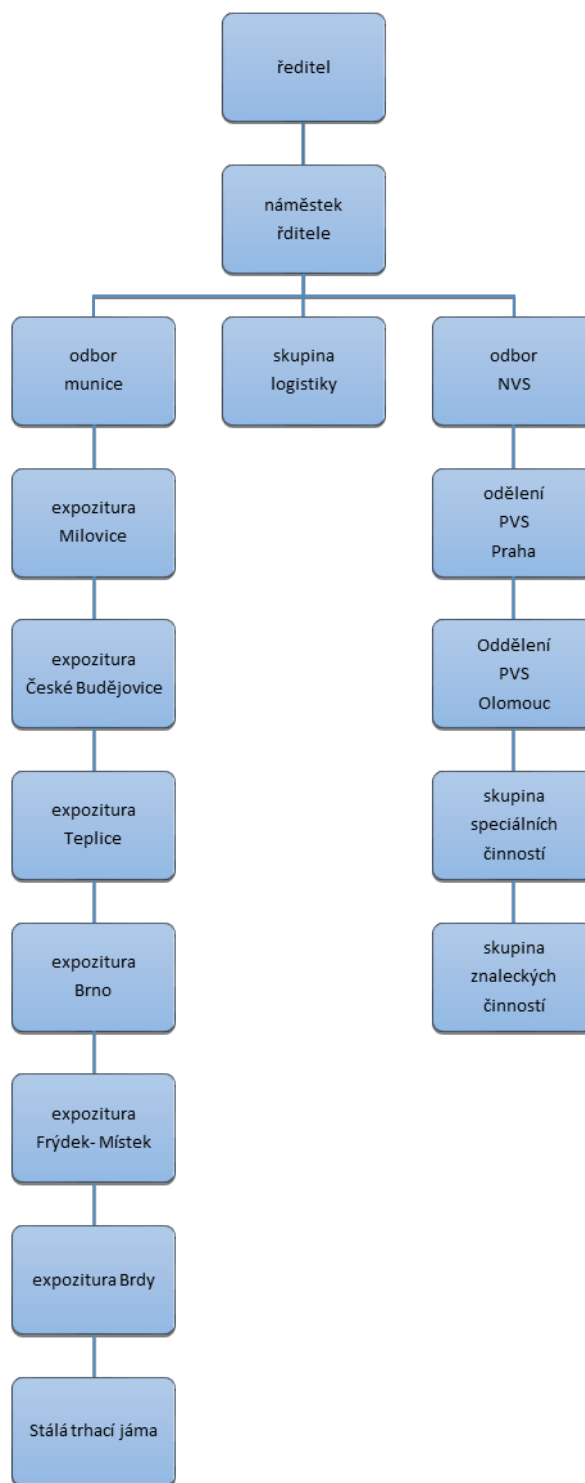 ředitel
náměstek
řditele
odbor
munice
skupina
logistiky
odbor
NVS
expozitura
Milovice
odělení
PVS
Praha
expozitura
České Budějovice
Oddělení
PVS
Olomouc
expozitura
Teplice
skupina
speciálních
činností
expozitura
Brno
skupina
znaleckých
činností
expozitura
Frýdek- Místek
expozitura Brdy
Stálá trhací jáma